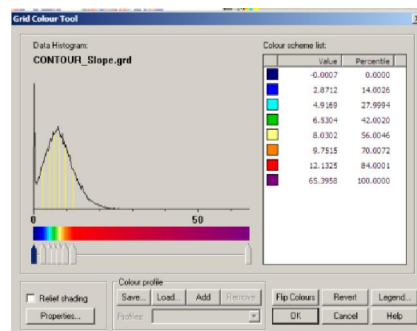 Grid Colour Tool
Data Histogram:
CONTOUR_Slope.grd
0
50
Colour scheme list:
Value Percentile
-0.0007 0.0000
2.8712 14.0026
4.9169 27.9994
6.5304 42.0020
8.0302 56.0046
9.7515 70.0072
12.1325 84.0001
65.3958 100.0000
Relief shading
Properties...
Colour profile
Save... Load... Add Remove
Profiles:
Flip Colours Revert Legend...
OK Cancel Help